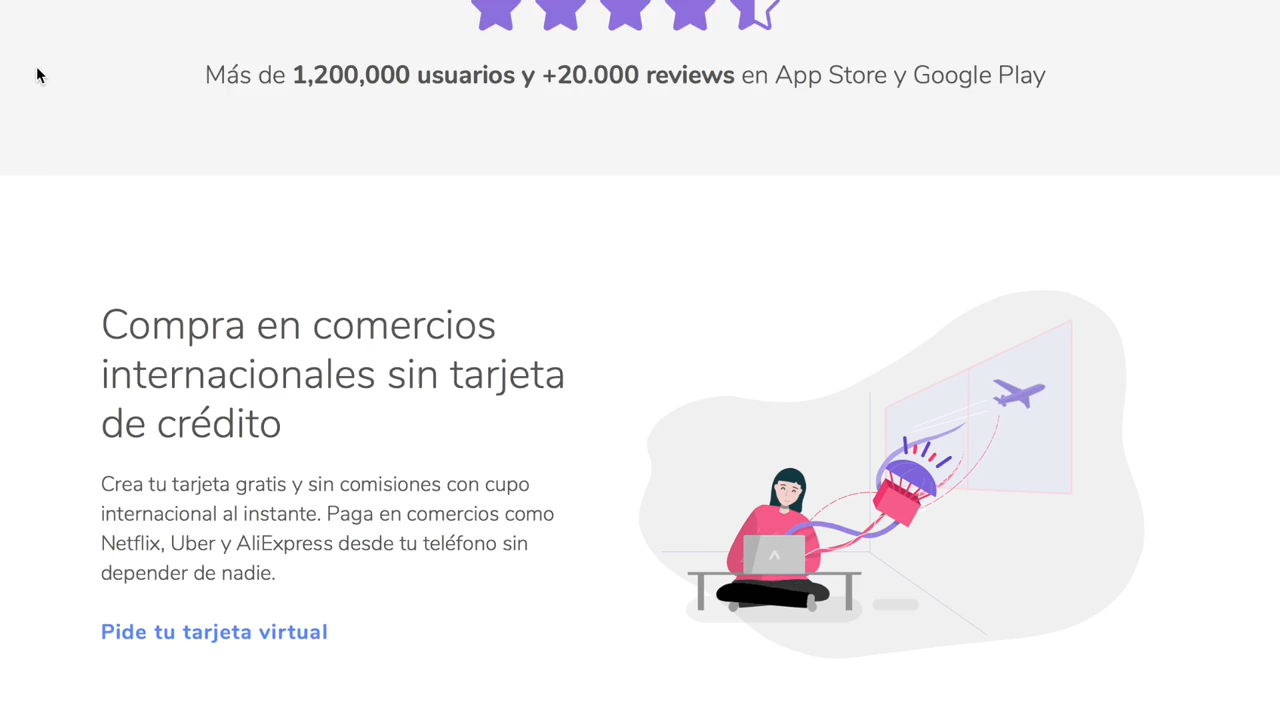 Más de 1,200,000 usuarios y +20.000 reviews en App Store y Google Play
Compra en comercios
internacionales sin tarjeta
de crédito
Crea tu tarjeta gratis y sin comisiones con cupo
internacional al instante. Paga en comercios como
Netflix, Uber y AliExpress desde tu teléfono sin
depender de nadie.
Pide tu tarjeta virtual